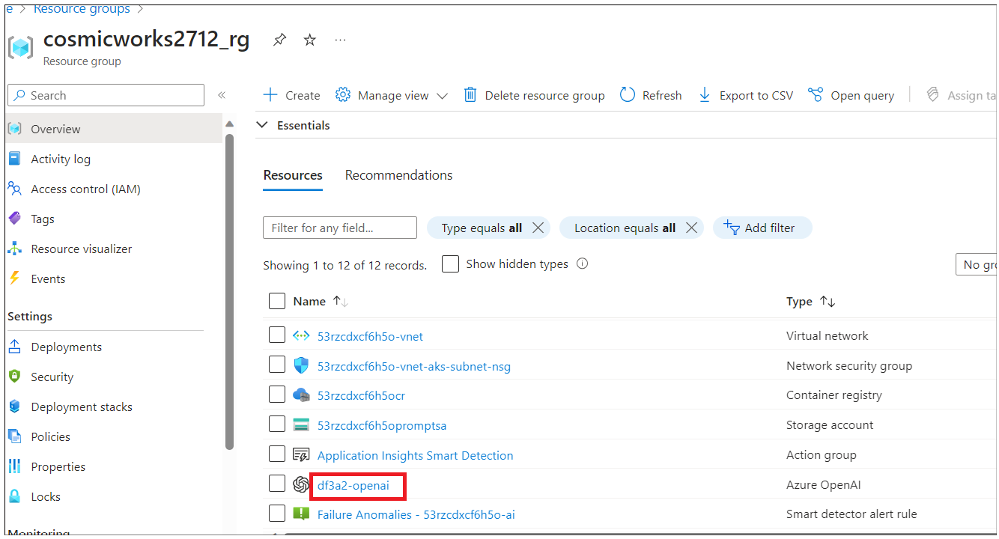 e > Resource groups >
cosmicworks2712_rg
Resource group
Search
Overview
Activity log
Access control (IAM)
Tags
Resource visualizer
Events
Settings
Deployments
Security
Deployment stacks
Policies
Properties
Locks
Monitoring
Create Manage view Delete resource group Refresh Export to CSV Open query Assign ta
Essentials
Resources Recommendations
Filter for any field... Type equals all Location equals all Add filter
Showing 1 to 12 of 12 records. Show hidden types No gro
Name Type
53rzcdxcf6h5o-vnet Virtual network
53rzcdxcf6h5o-vnet-aks-subnet-nsg Network security group
53rzcdxcf6h5ocr Container registry
53rzcdxcf6h5opromptsa Storage account
Application Insights Smart Detection Action group
df3a2-openai Azure OpenAI
Failure Anomalies - 53rzcdxcf6h5o-ai Smart detector alert rule